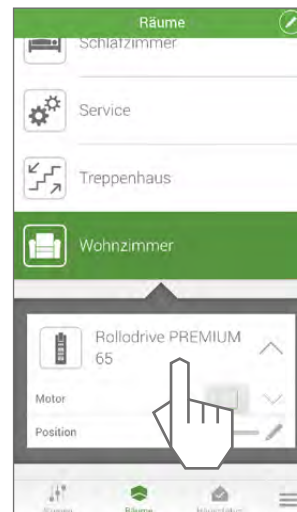 Räume
Schlafzimmer
Service
Treppenhaus
Wohnzimmer
Rollodrive PREMIUM
65
Motor
Position
Räume